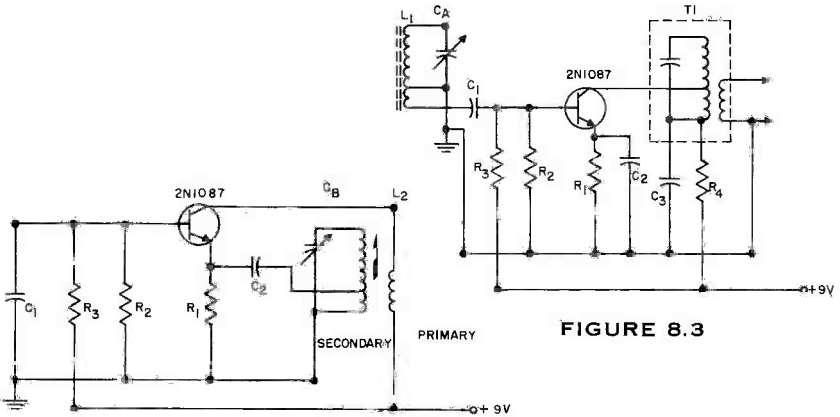 L1
CA
T1
2N1087
C1
R3
R2
R1
C2
C3
R4
+9V
FIGURE 8.3
2N1087
CB
L2
C1
R3
R2
R1
C2
SECONDARY
PRIMARY
+ 9V